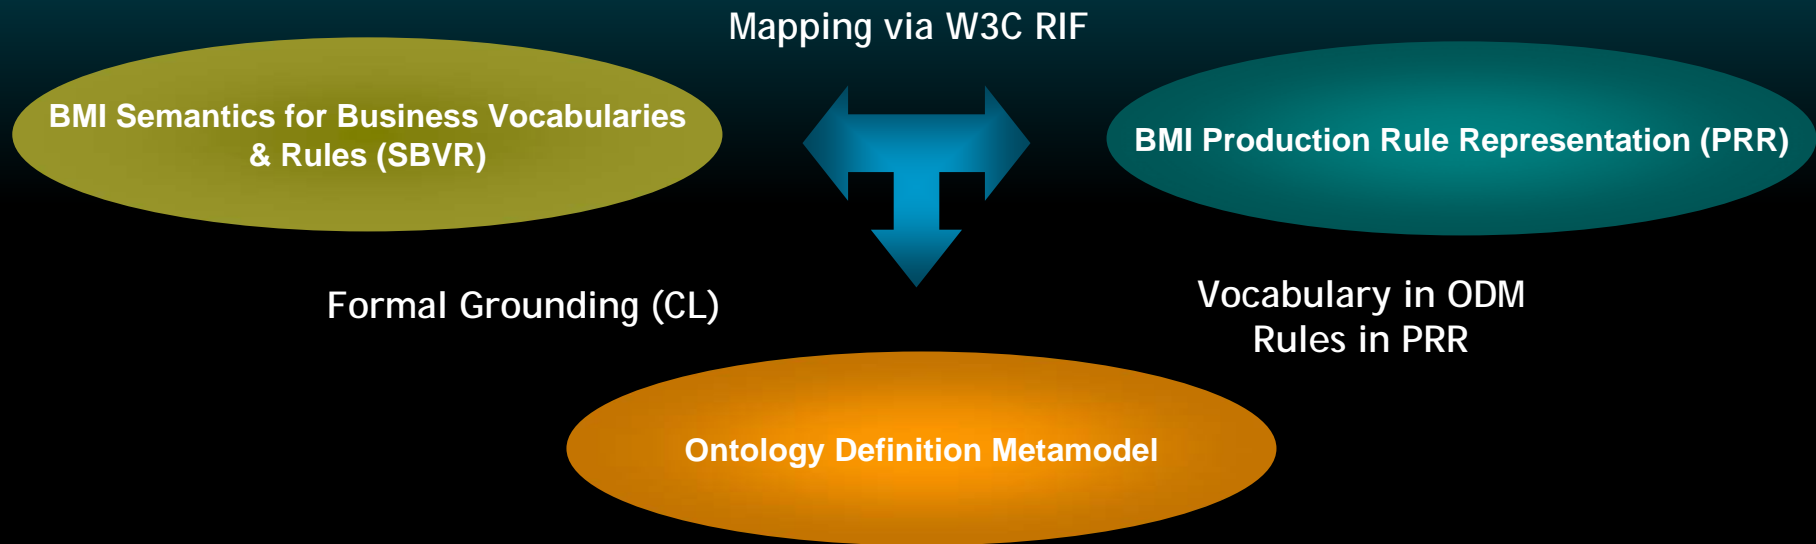 Mapping via W3C RIF
BMI Semantics for Business Vocabularies
& Rules (SBVR)
BMI Production Rule Representation (PRR)
Formal Grounding (CL)
Vocabulary in ODM
Rules in PRR
Ontology Definition Metamodel